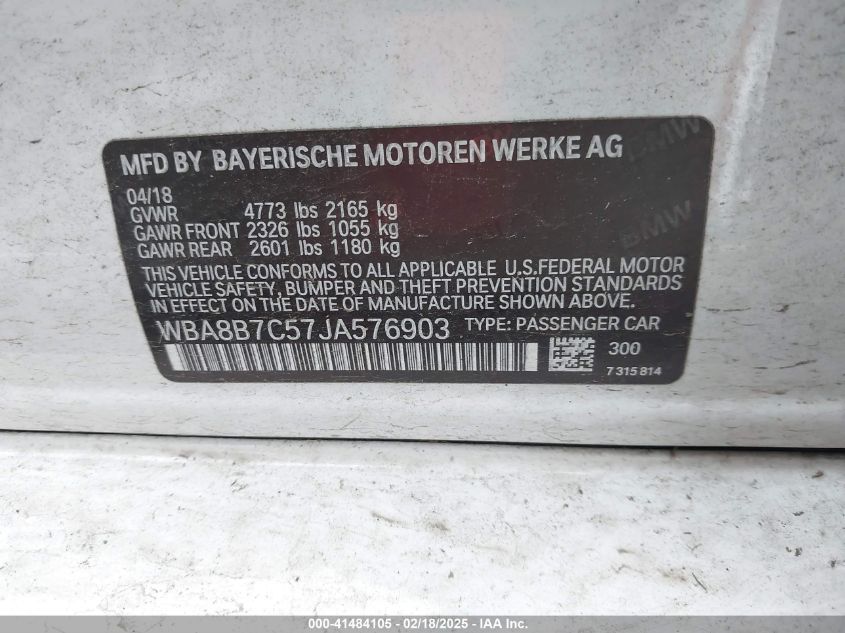 MFD BY BAYERISCHE MOTOREN WERKE AG
04/18
GVWR 4773 lbs 2165 kg
GAWR FRONT 2326 lbs 1055 kg
GAWR REAR 2601 lbs 1180 kg
THIS VEHICLE CONFORMS TO ALL APPLICABLE U.S.FEDERAL MOTOR
VEHICLE SAFETY, BUMPER AND THEFT PREVENTION STANDARDS
IN EFFECT ON THE DATE OF MANUFACTURE SHOWN ABOVE.
WBA8B7C57JA576903 TYPE: PASSENGER CAR
300
7 315 814
BMW
BMW
000-41484105 - 02/18/2025 - IAA Inc.